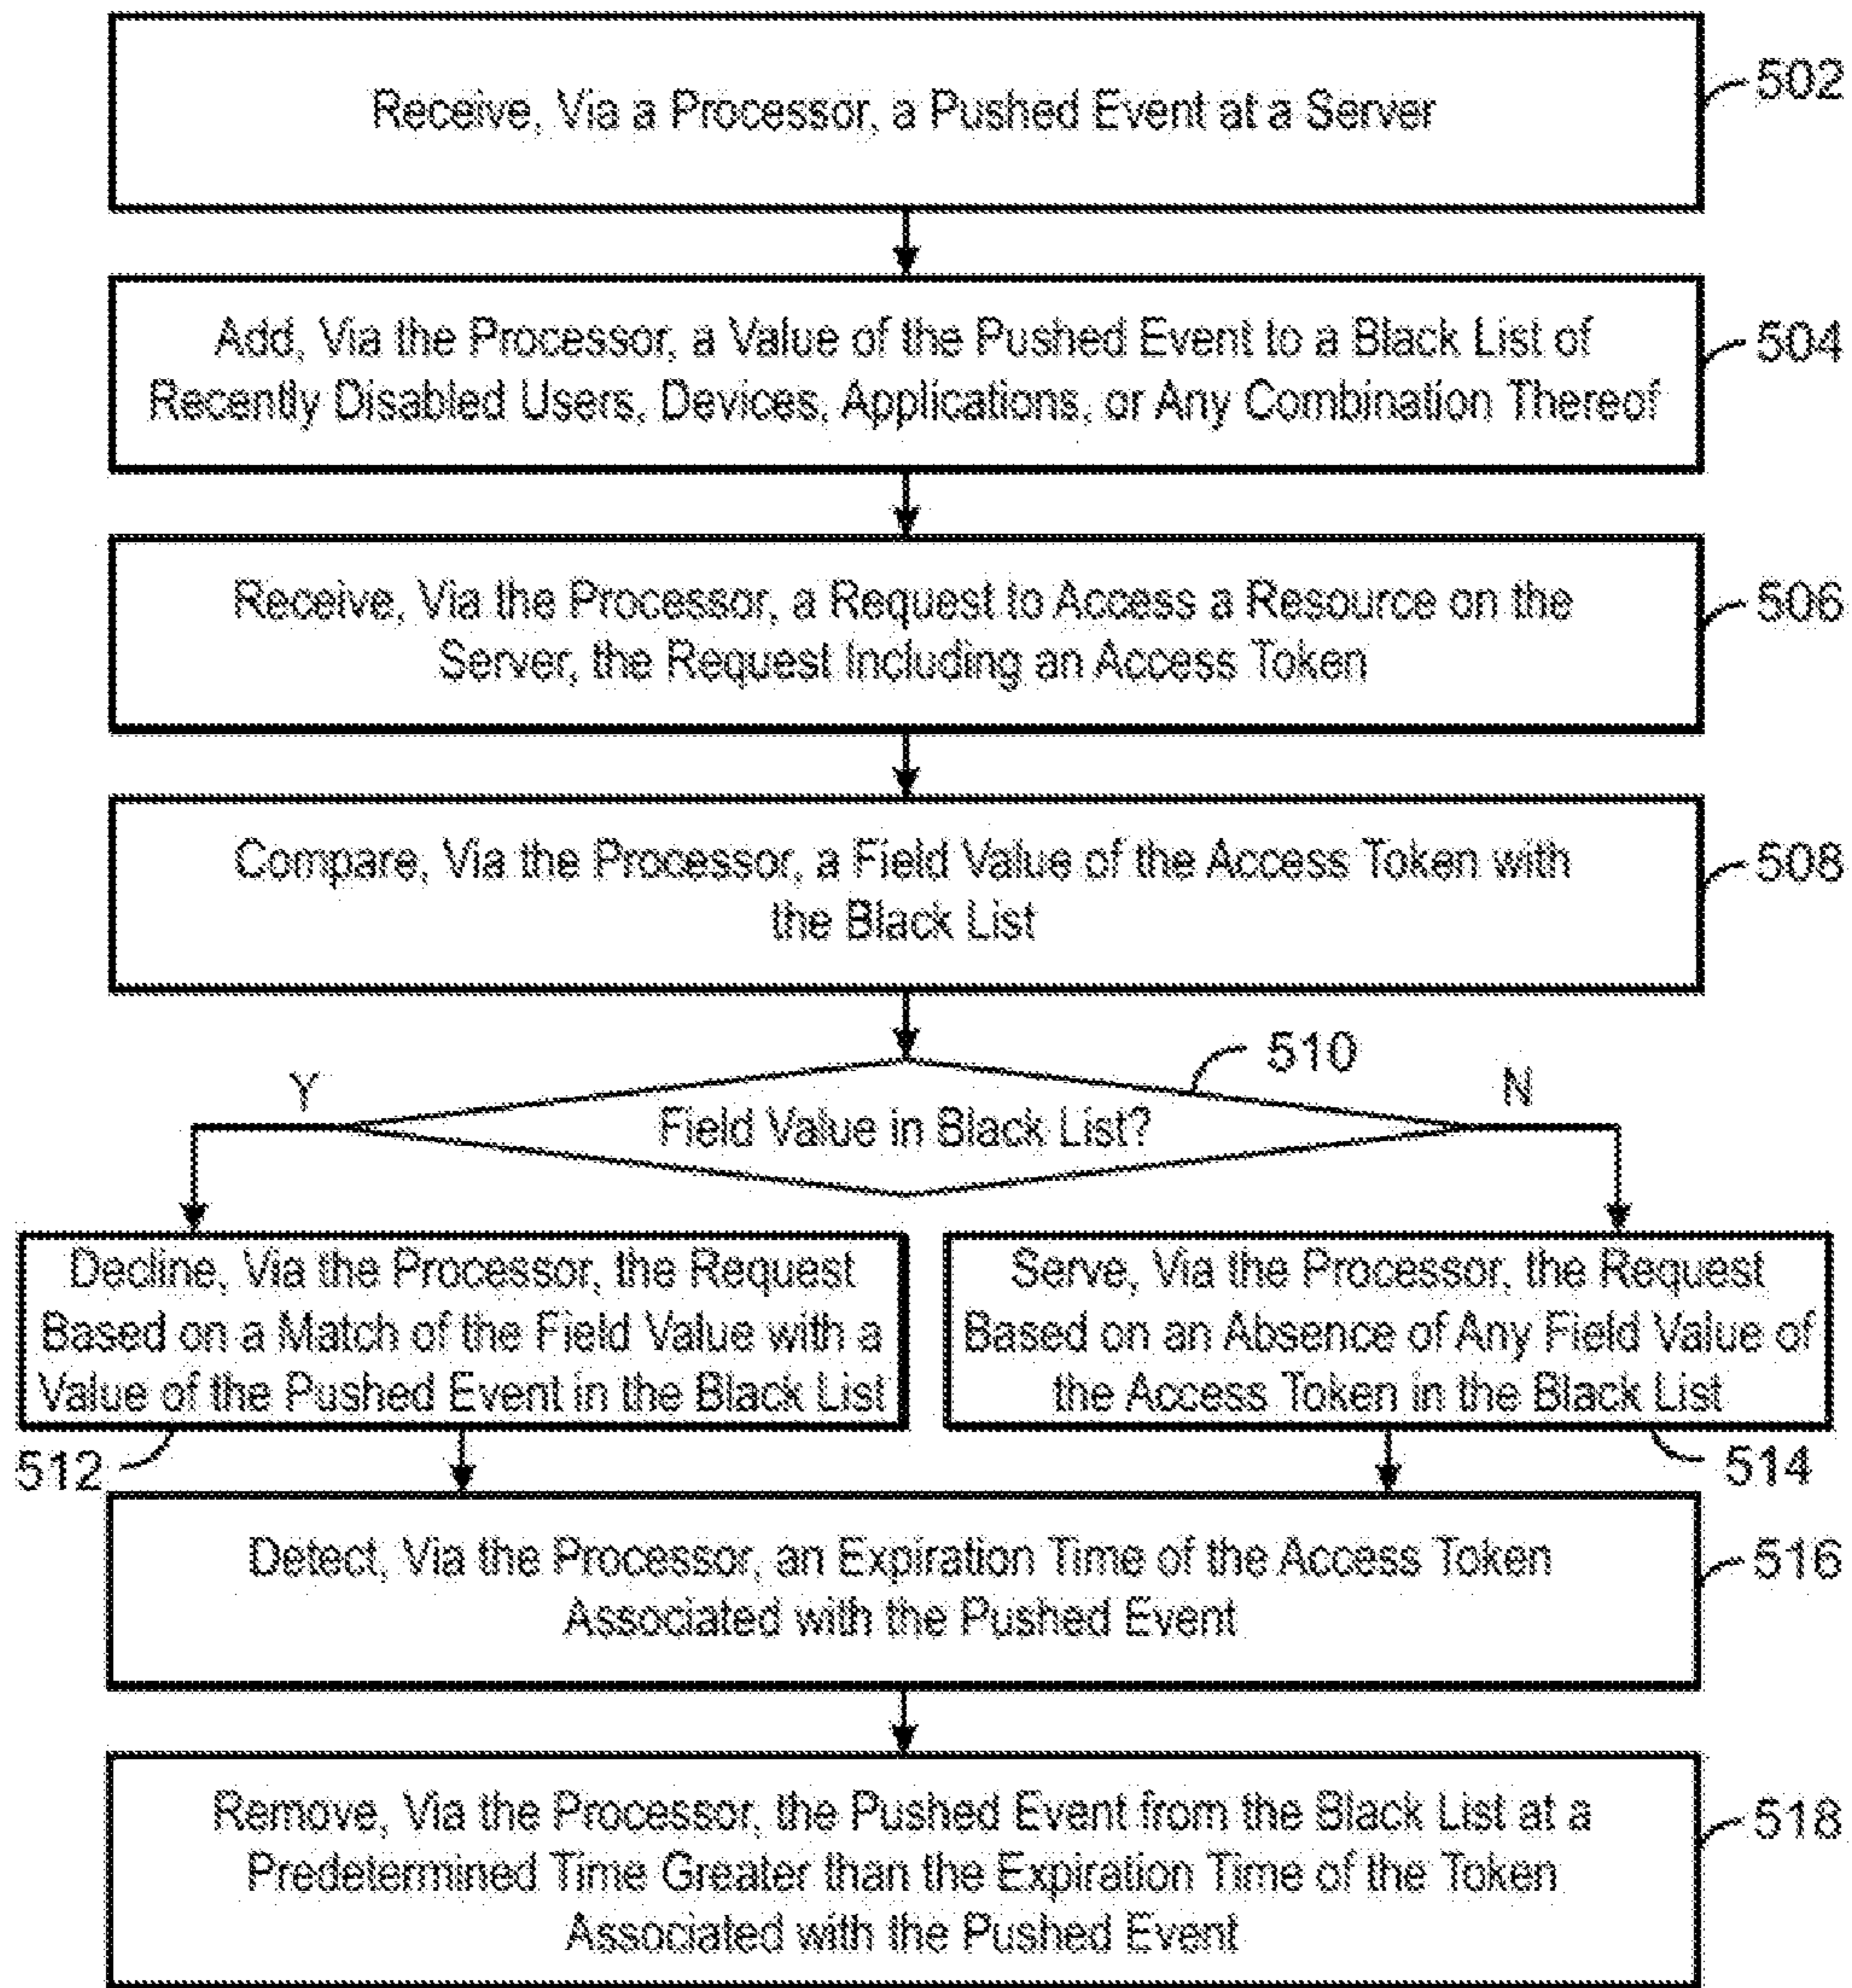 Receive, Via a Processor, a Pushed Event at a Server
502
Add, Via the Processor, a Value of the Pushed Event to a Black List of
Recently Disabled Users, Devices, Applications, or Any Combination Thereof
504
Receive, Via the Processor, a Request to Access a Resource on the
Server, the Request Including an Access Token
506
Compare, Via the Processor, a Field Value of the Access Token with
the Black List
508
510
Y
Field Value in Black List?
N
Decline, Via the Processor, the Request
Based on a Match of the Field Value with a
Value of the Pushed Event in the Black List
512
Serve, Via the Processor, the Request
Based on an Absence of Any Field Value of
the Access Token in the Black List
514
Detect, Via the Processor, an Expiration Time of the Access Token
Associated with the Pushed Event
516
Remove, Via the Processor, the Pushed Event from the Black List at a
Predetermined Time Greater than the Expiration Time of the Token
Associated with the Pushed Event
518